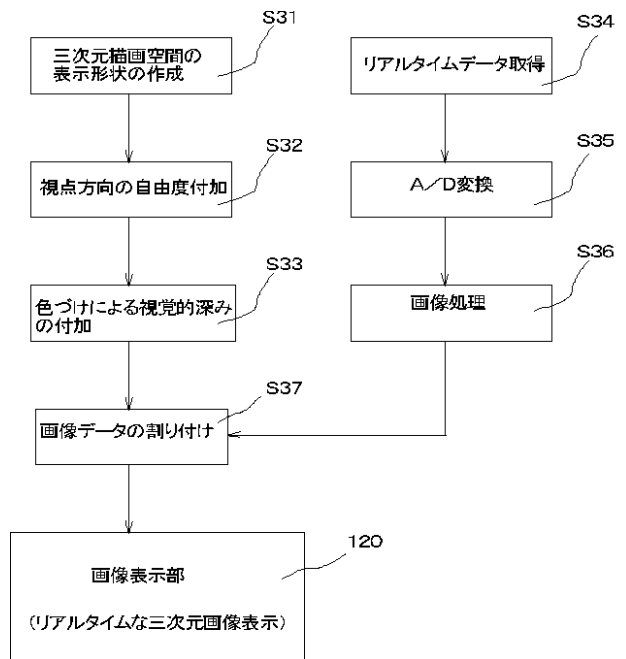 S31
三次元描画空間の
表示形状の作成
S32
視点方向の自由度付加
S33
色づけによる視覚的深み
の付加
S34
リアルタイムデータ取得
S35
A/D変換
S36
画像処理
S37
画像データの割り付け
120
画像表示部
(リアルタイムな三次元画像表示)